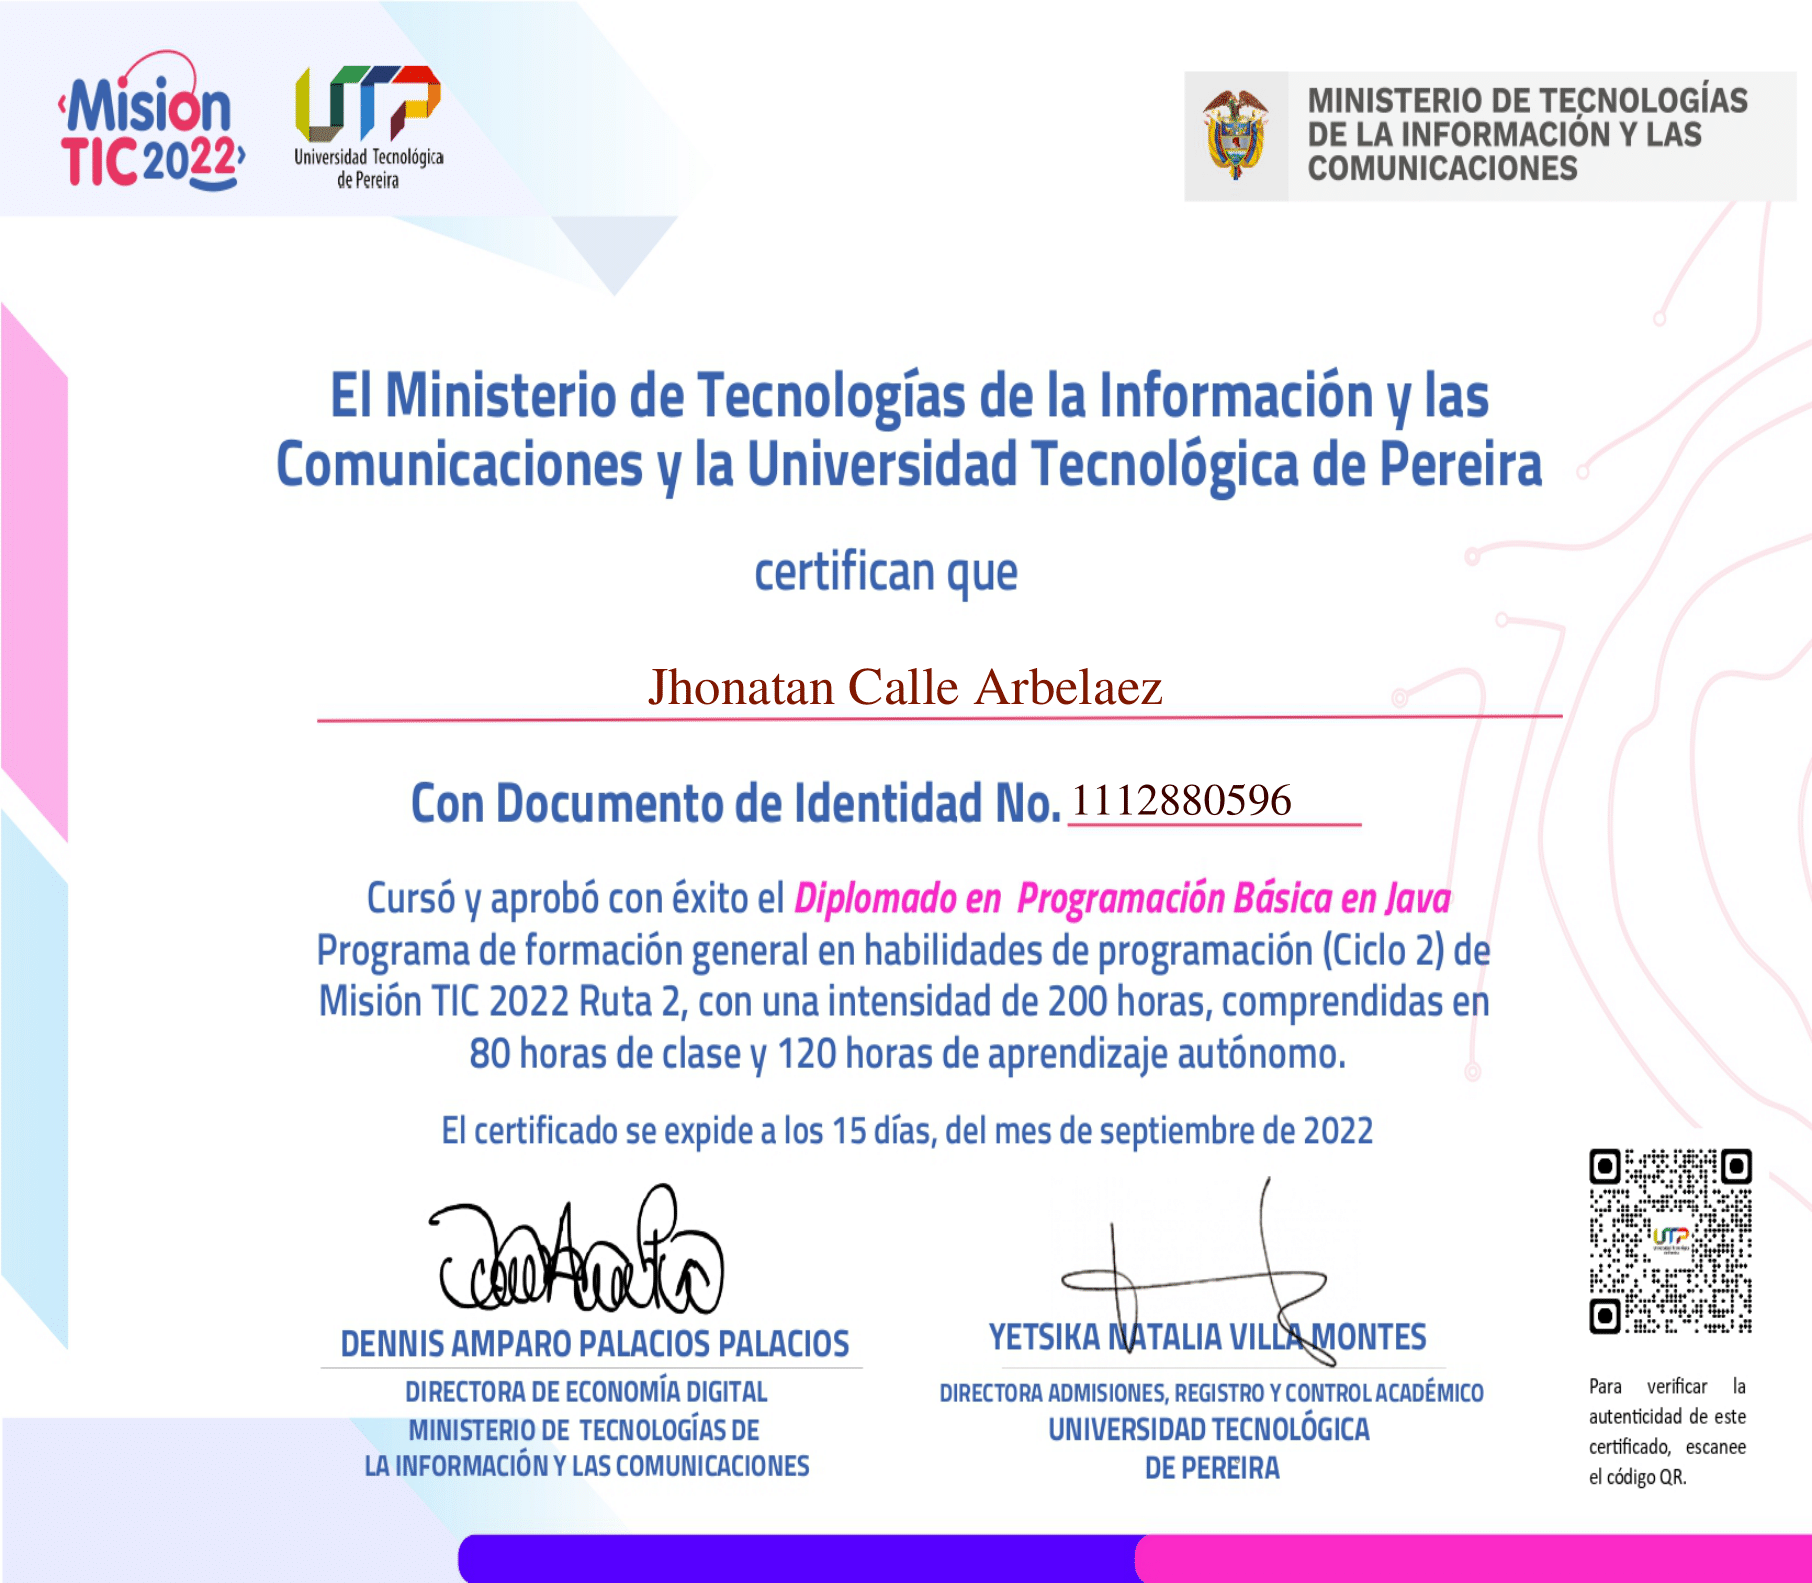 ‹Misión
TIC 2022›
UTP
Universidad Tecnológica
de Pereira
MINISTERIO DE TECNOLOGÍAS
DE LA INFORMACIÓN Y LAS
COMUNICACIONES
El Ministerio de Tecnologías de la Información y las
Comunicaciones y la Universidad Tecnológica de Pereira
certifican que
Jhonatan Calle Arbelaez
Con Documento de Identidad No. 1112880596
Cursó y aprobó con éxito el Diplomado en Programación Básica en Java
Programa de formación general en habilidades de programación (Ciclo 2) de
Misión TIC 2022 Ruta 2, con una intensidad de 200 horas, comprendidas en
80 horas de clase y 120 horas de aprendizaje autónomo.
El certificado se expide a los 15 días, del mes de septiembre de 2022
DENNIS AMPARO PALACIOS PALACIOS
DIRECTORA DE ECONOMÍA DIGITAL
MINISTERIO DE TECNOLOGÍAS DE
LA INFORMACIÓN Y LAS COMUNICACIONES
YETSIKA NATALIA VILLA MONTES
DIRECTORA ADMISIONES, REGISTRO Y CONTROL ACADÉMICO
UNIVERSIDAD TECNOLÓGICA
DE PEREIRA
UTP
Para verificar la
autenticidad de este
certificado, escanee
el código QR.